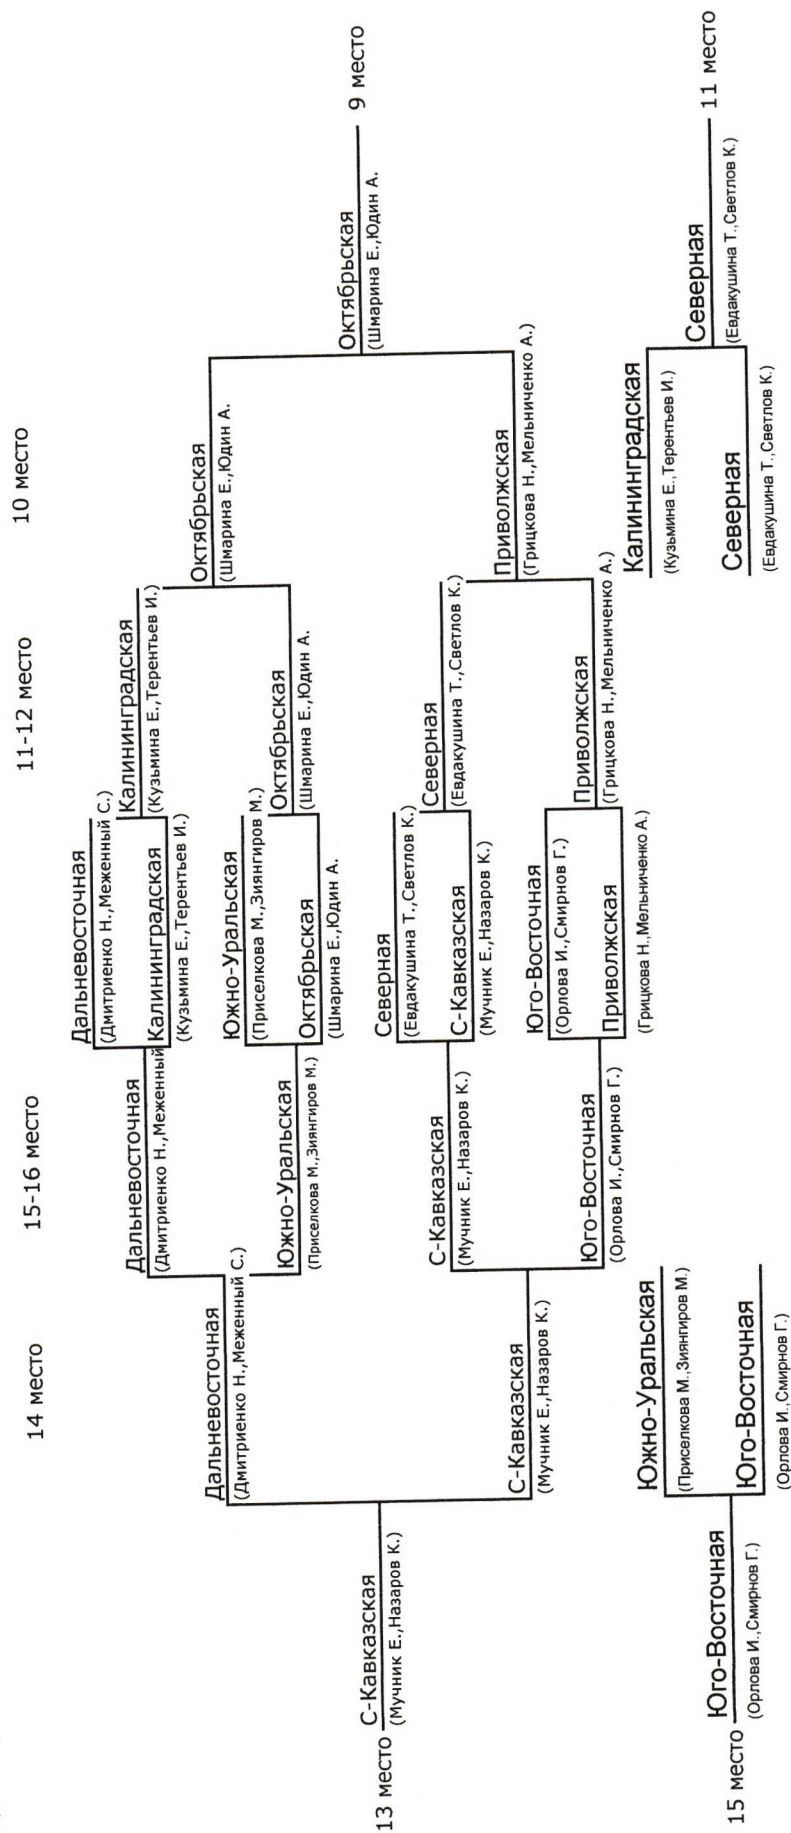 14 место 15-16 место 11-12 место 10 место
Дальневосточная
(Дмитриенко Н.,Меженный С.)
Дальневосточная Калининградская
(Дмитриенко Н.,Меженный Калининградская (Кузьмина Е.,Терентьев И.)
(Кузьмина Е.,Терентьев И.)
Дальневосточная Октябрьская
(Дмитриенко Н.,Меженный С.) Южно-Уральская (Шмарина Е.,Юдин А.
(Приселкова М.,Зиянгиров М.)
Южно-Уральская Октябрьская
(Приселкова М.,Зиянгиров М.) Октябрьская (Шмарина Е.,Юдин А.
(Шмарина Е.,Юдин А.
13 место С-Кавказская Октябрьская 9 место
(Мучник Е.,Назаров К.) (Шмарина Е.,Юдин А.
Северная
(Евдакушина Т.,Светлов К.)
С-Кавказская Северная
(Мучник Е.,Назаров К.) С-Кавказская (Евдакушина Т.,Светлов К.)
(Мучник Е.,Назаров К.)
С-Кавказская Приволжская
(Мучник Е.,Назаров К.) Юго-Восточная (Грицкова Н.,Мельниченко А.)
(Орлова И.,Смирнов Г.)
Юго-Восточная Приволжская
(Орлова И.,Смирнов Г.) Приволжская (Грицкова Н.,Мельниченко А.)
(Грицкова Н.,Мельниченко А.)
Южно-Уральская Калининградская
(Приселкова М.,Зиянгиров М.) (Кузьмина Е.,Терентьев И.)
15 место Юго-Восточная Северная 11 место
(Орлова И.,Смирнов Г.) (Евдакушина Т.,Светлов К.)
Юго-Восточная Северная
(Орлова И.,Смирнов Г.) (Евдакушина Т.,Светлов К.)